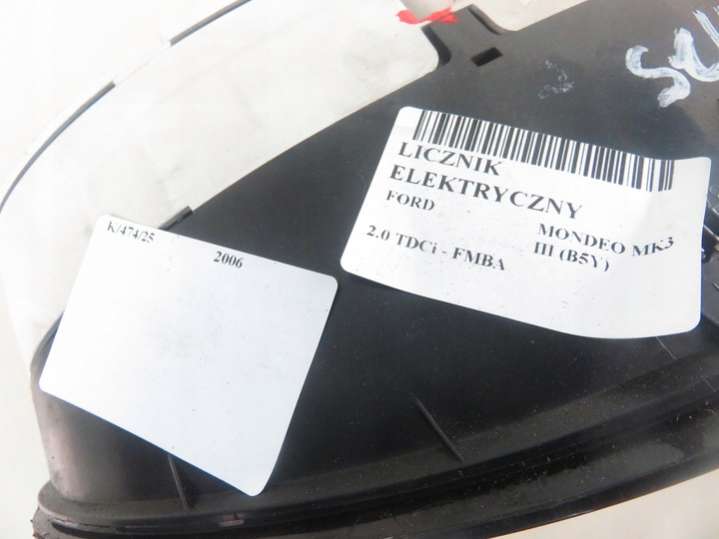 LICZNIK
ELEKTRYCZNY
FORD MONDEO MK3
2.0 TDCi - FMBA III (B5Y)
K/474/25 2006